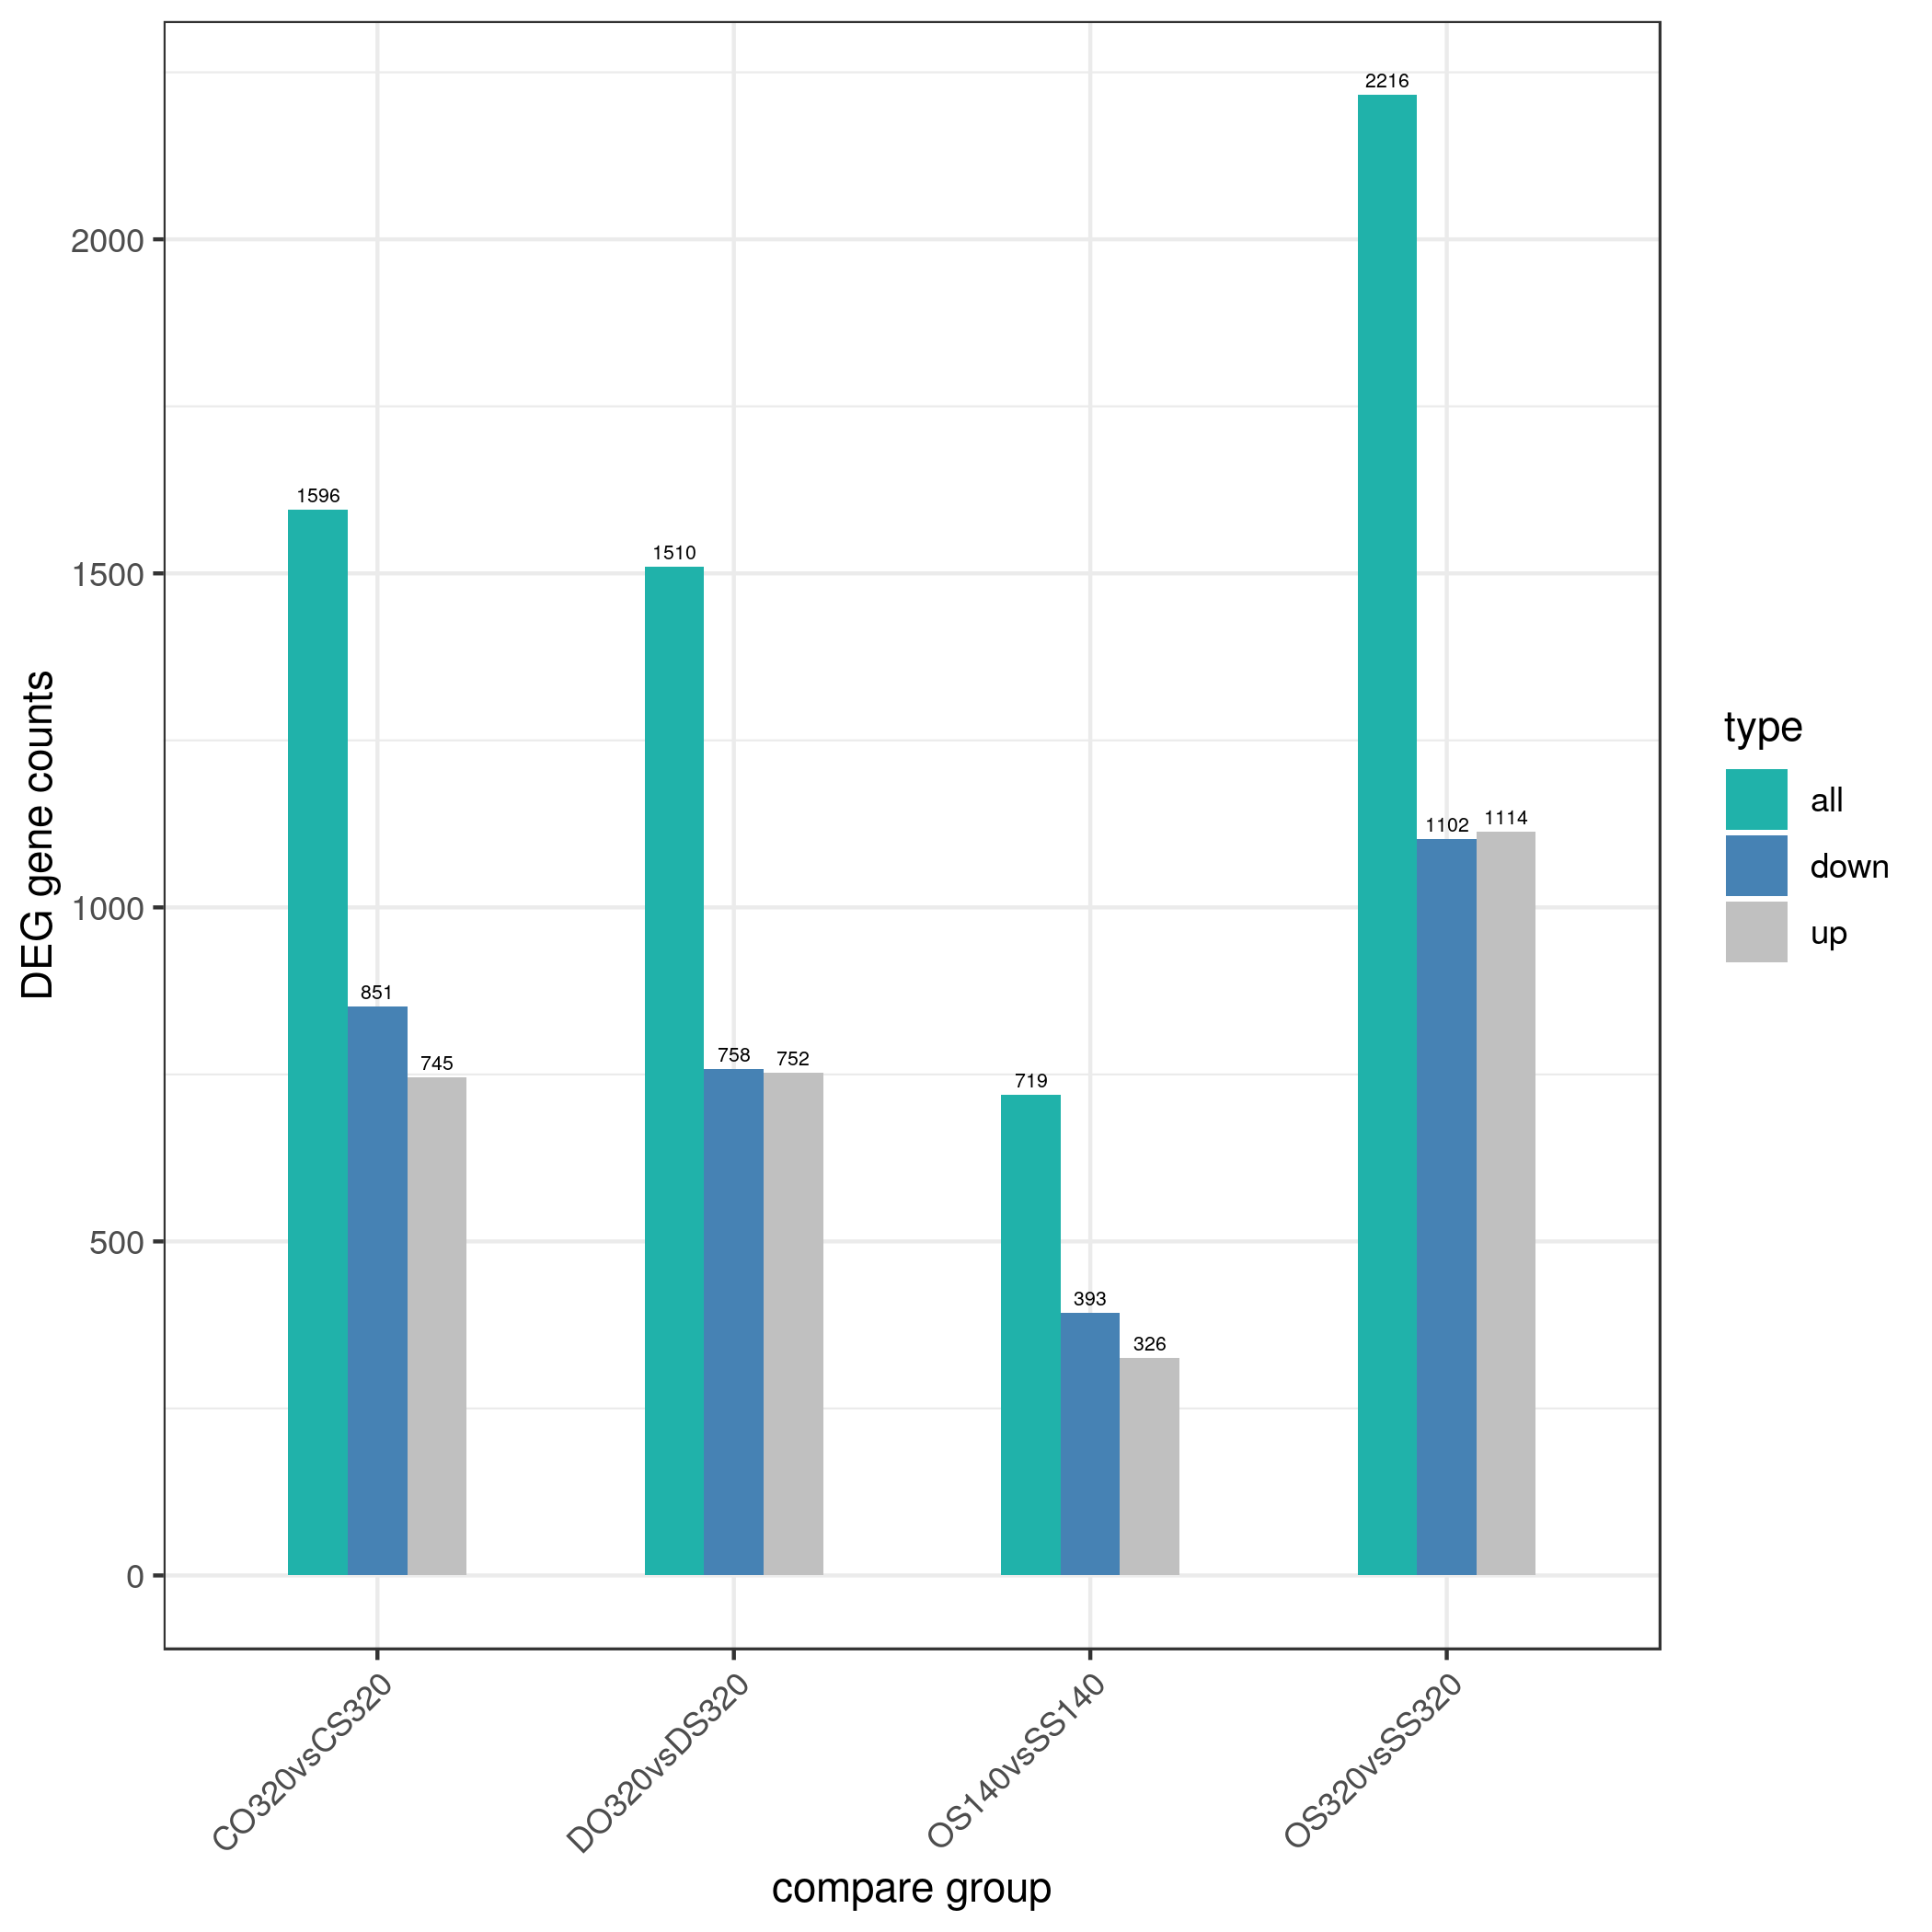 2216
2000
1596
1510
1500
1102
1114
1000
851
745
758
752
719
500
393
326
0
DEG gene counts
type
all
down
up
CO320vsCS320
DO320vsDS320
OS140vsSS140
OS320vsSS320
compare group